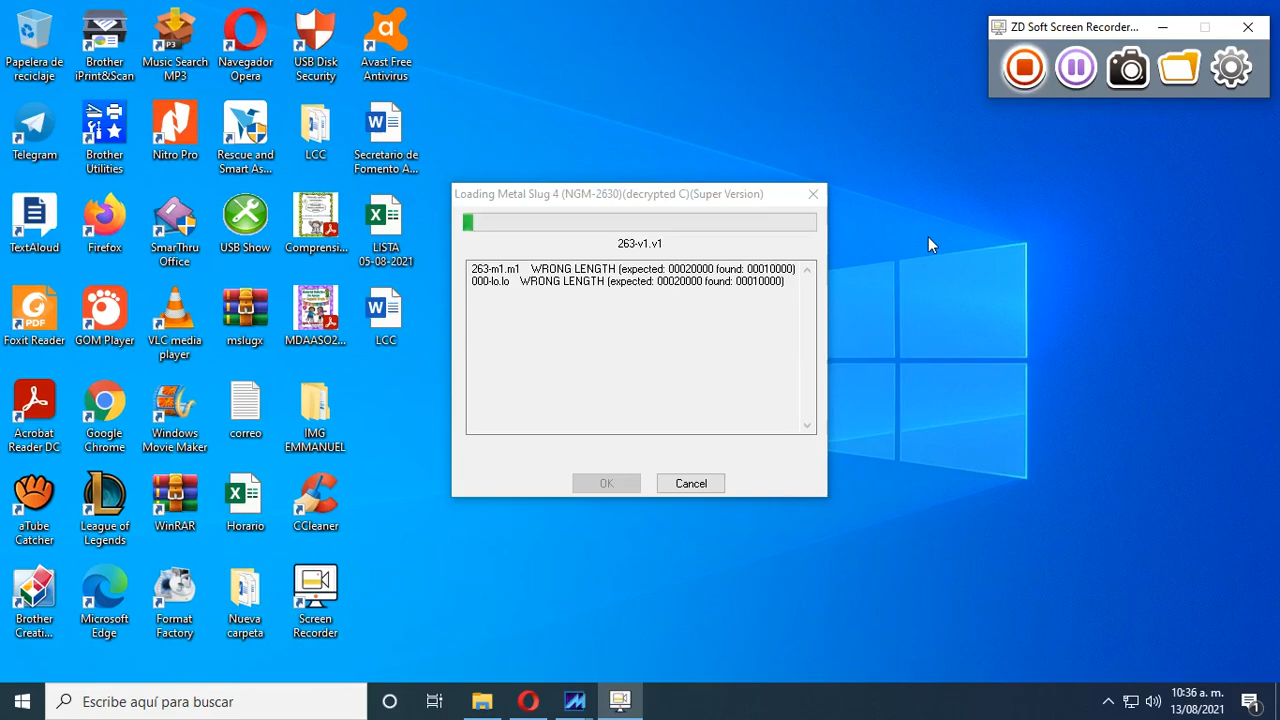 Papelera de
reciclaje
Brother
iPrint&Scan
Music Search
MP3
Navegador
Opera
USB Disk
Security
Avast Free
Antivirus
Telegram
Brother
Utilities
Nitro Pro
Rescue and
Smart As...
LCC
Secretario de
Fomento A...
TextAloud
Firefox
SmarThru
Office
USB Show
Comprensi...
LISTA
05-08-2021
Foxit Reader
GOM Player
VLC media
player
mslugx
MDAASO2...
LCC
Acrobat
Reader DC
Google
Chrome
Windows
Movie Maker
correo
IMG
EMMANUEL
aTube
Catcher
League of
Legends
WinRAR
Horario
CCleaner
Brother
Creati...
Microsoft
Edge
Format
Factory
Nueva
carpeta
Screen
Recorder
ZD Soft Screen Recorder...
Loading Metal Slug 4 (NGM-2630)(decrypted C)(Super Version)
263-v1.v1
263-m1.m1 WRONG LENGTH (expected: 00020000 found: 00010000)
000-lo.lo WRONG LENGTH (expected: 00020000 found: 00010000)
OK
Cancel
Escribe aquí para buscar
10:36 a. m.
13/08/2021
1